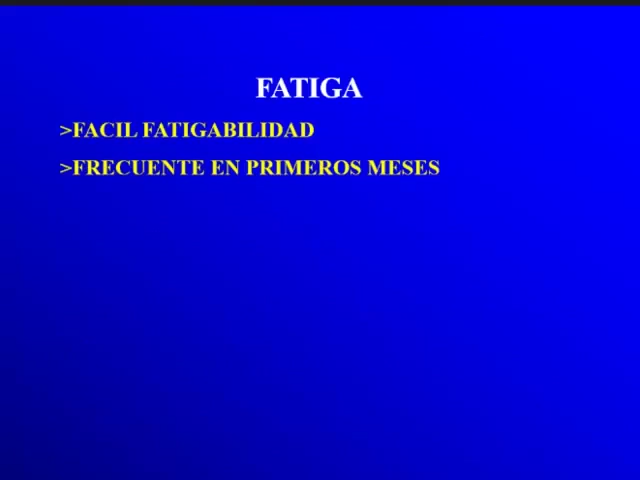 FATIGA
>FACIL FATIGABILIDAD
>FRECUENTE EN PRIMEROS MESES